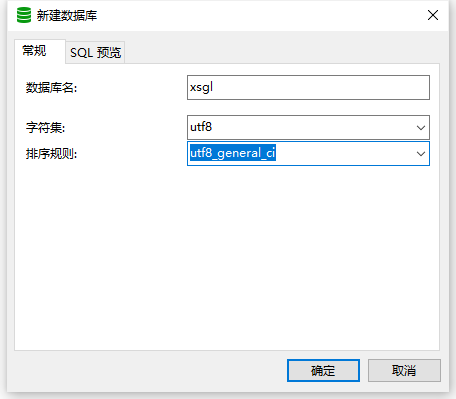 新建数据库
常规
SQL 预览
数据库名:
xsgl
字符集:
utf8
排序规则:
utf8_general_ci
确定
取消